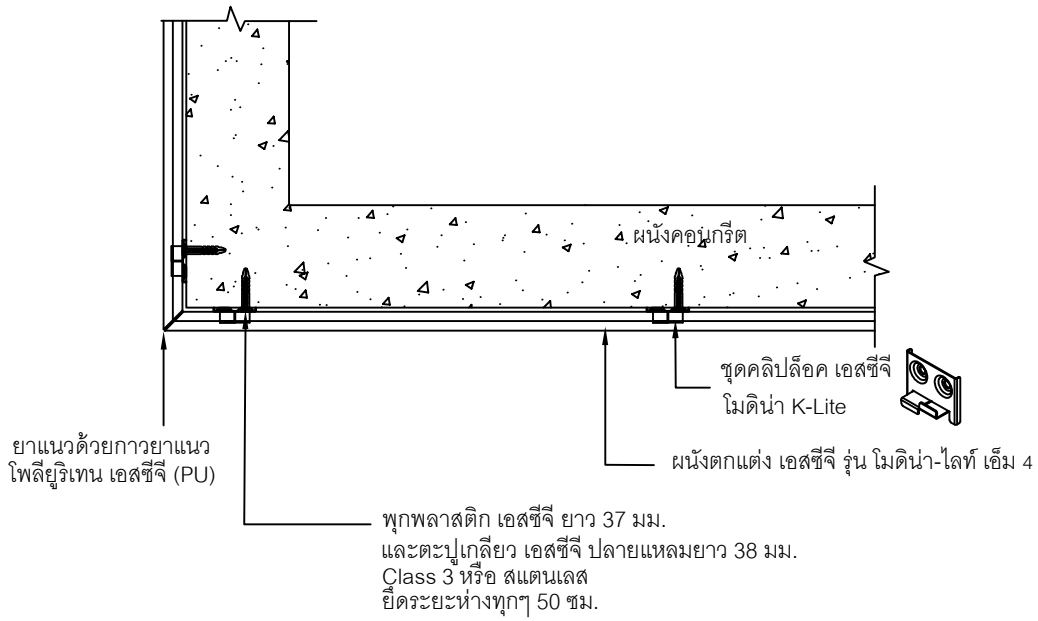 ผนังคอนกรีต
ชุดคลิปล็อค เอสซีจี
โมดิน่า K-Lite
ยาแนวด้วยกาวยาแนว
โพลียูริเทน เอสซีจี (PU)
ผนังตกแต่ง เอสซีจี รุ่น โมดิน่า-ไลท์ เอ็ม 4
พุกพลาสติก เอสซีจี ยาว 37 มม.
และตะปูเกลียว เอสซีจี ปลายแหลมยาว 38 มม.
Class 3 หรือ สแตนเลส
ยึดระยะห่างทุกๆ 50 ซม.